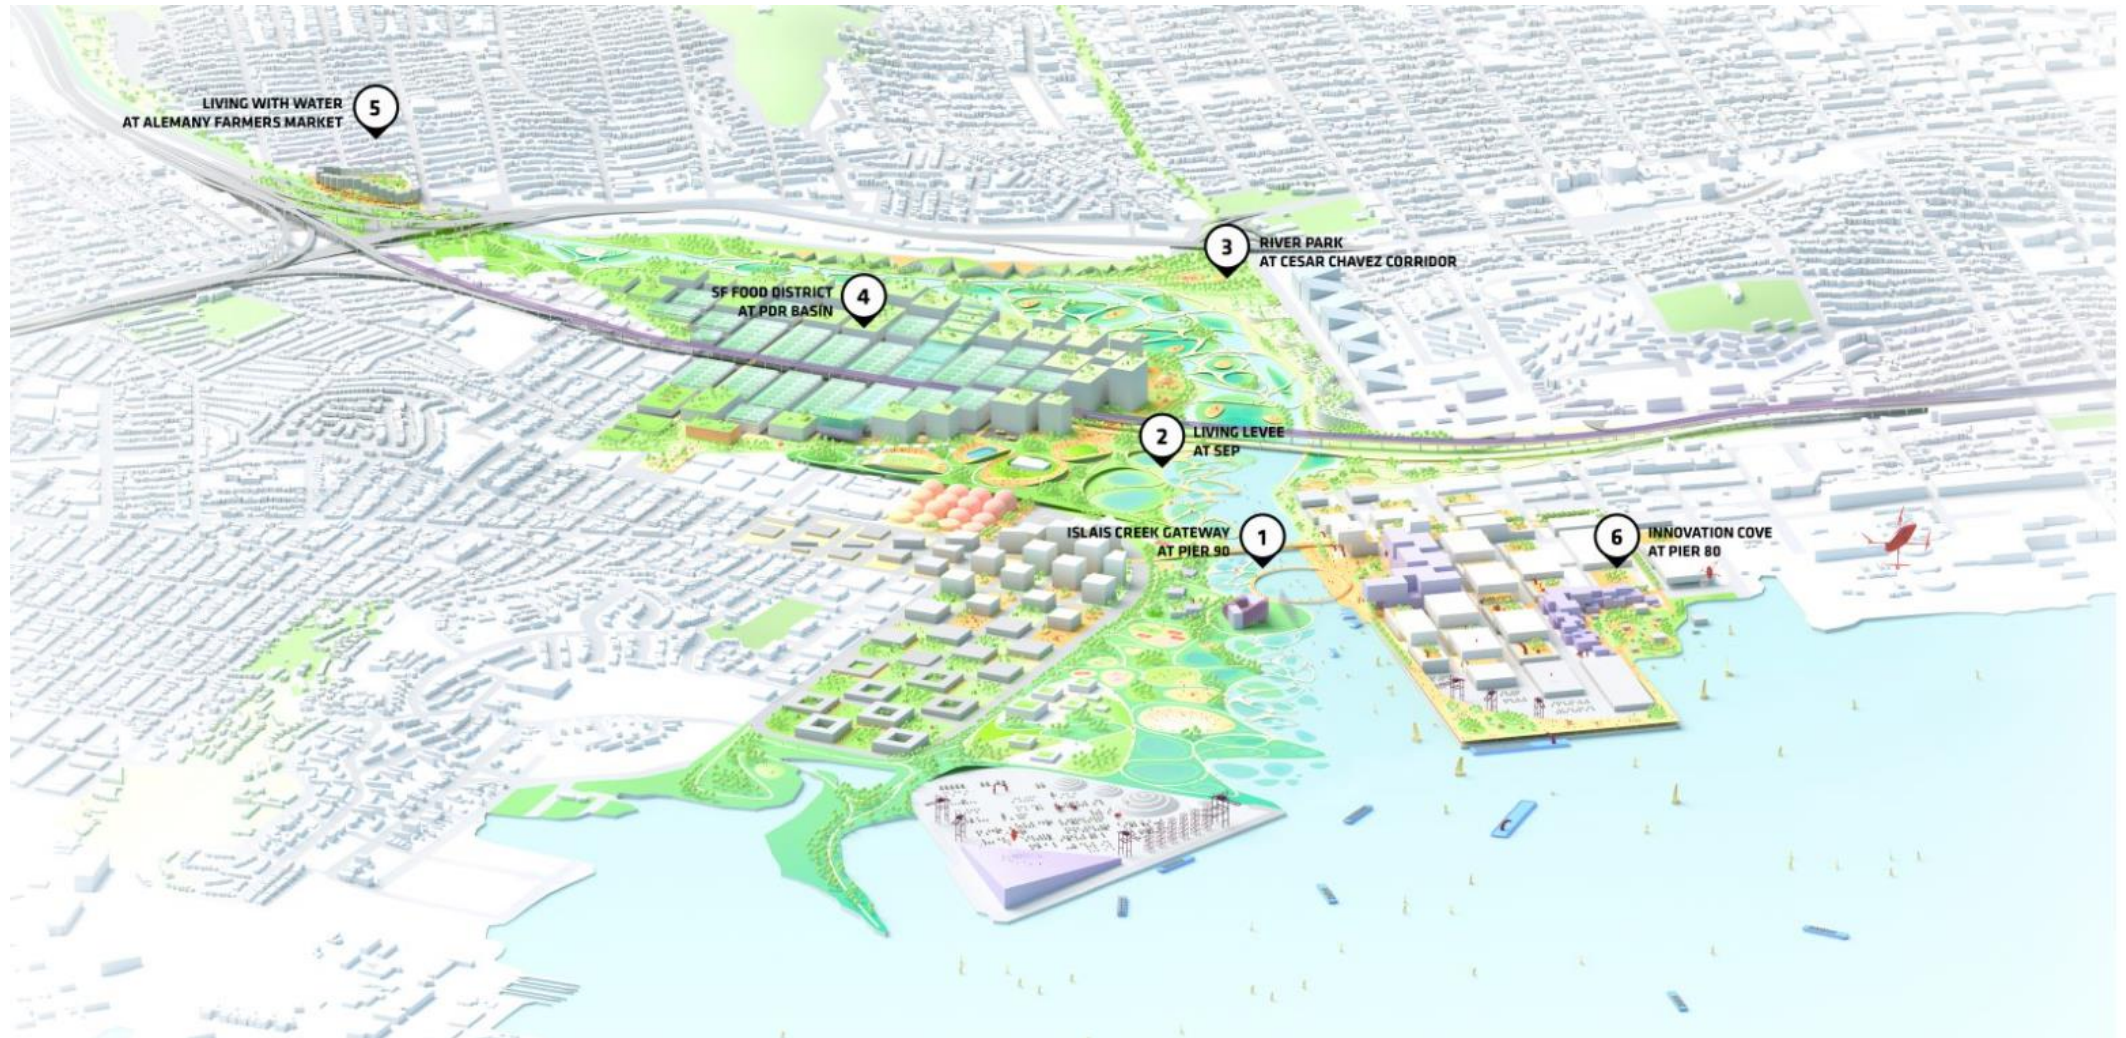 5
LIVING WITH WATER
AT ALEMANY FARMERS MARKET
3
RIVER PARK
AT CESAR CHAVEZ CORRIDOR
4
SF FOOD DISTRICT
AT PDR BASIN
2
LIVING LEVEE
AT SEP
1
ISLAIS CREEK GATEWAY
AT PIER 90
6
INNOVATION COVE
AT PIER 80